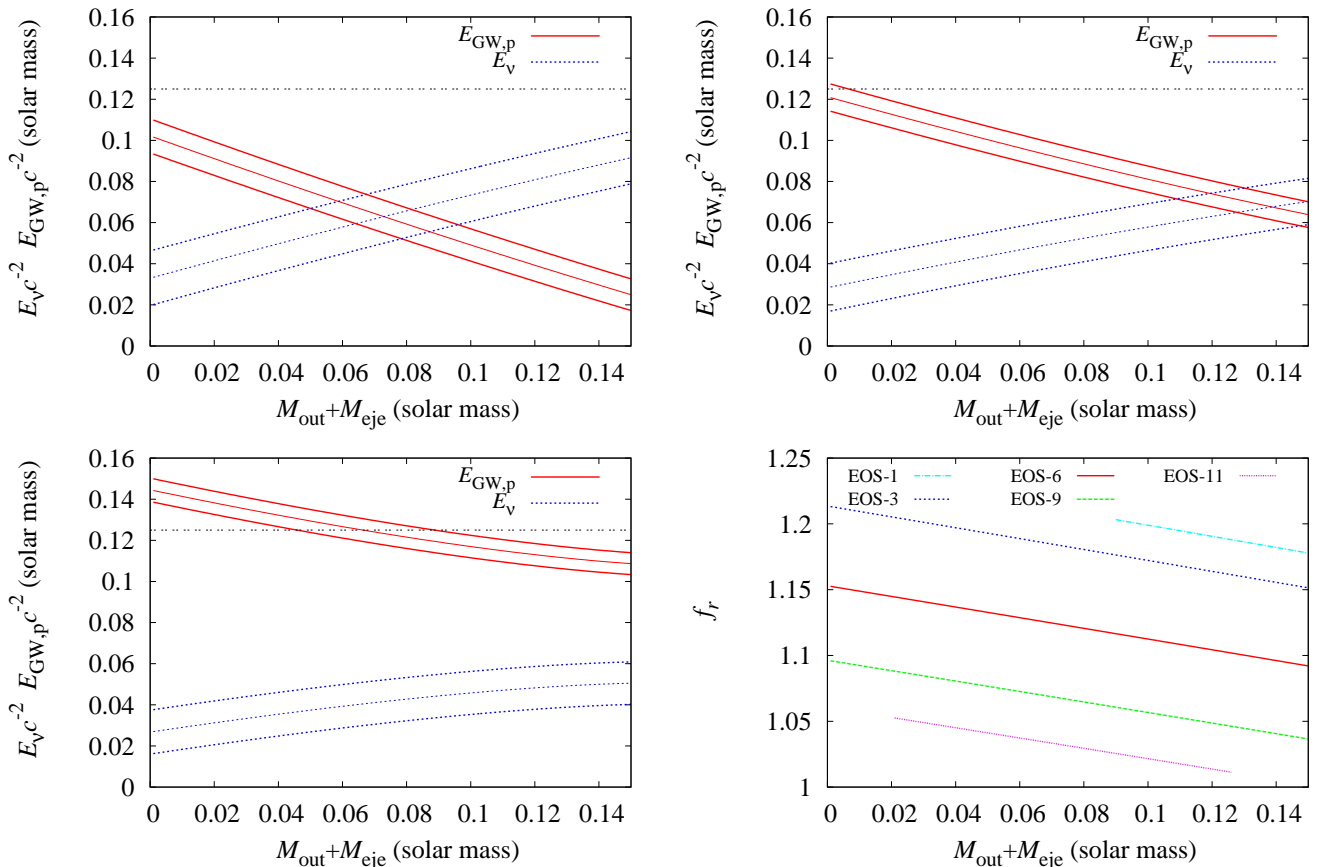 0.16
0.14
0.12
0.1
0.08
0.06
0.04
0.02
0
0 0.02 0.04 0.06 0.08 0.1 0.12 0.14
E_ν c^-2 E_GW,p c^-2 (solar mass)
M_out+M_eje (solar mass)
E_GW,p
E_ν
0.16
0.14
0.12
0.1
0.08
0.06
0.04
0.02
0
0 0.02 0.04 0.06 0.08 0.1 0.12 0.14
E_ν c^-2 E_GW,p c^-2 (solar mass)
M_out+M_eje (solar mass)
E_GW,p
E_ν
0.16
0.14
0.12
0.1
0.08
0.06
0.04
0.02
0
0 0.02 0.04 0.06 0.08 0.1 0.12 0.14
E_ν c^-2 E_GW,p c^-2 (solar mass)
M_out+M_eje (solar mass)
E_GW,p
E_ν
1.25
1.2
1.15
1.1
1.05
1
0 0.02 0.04 0.06 0.08 0.1 0.12 0.14
f_r
M_out+M_eje (solar mass)
EOS-1 EOS-6 EOS-11
EOS-3 EOS-9